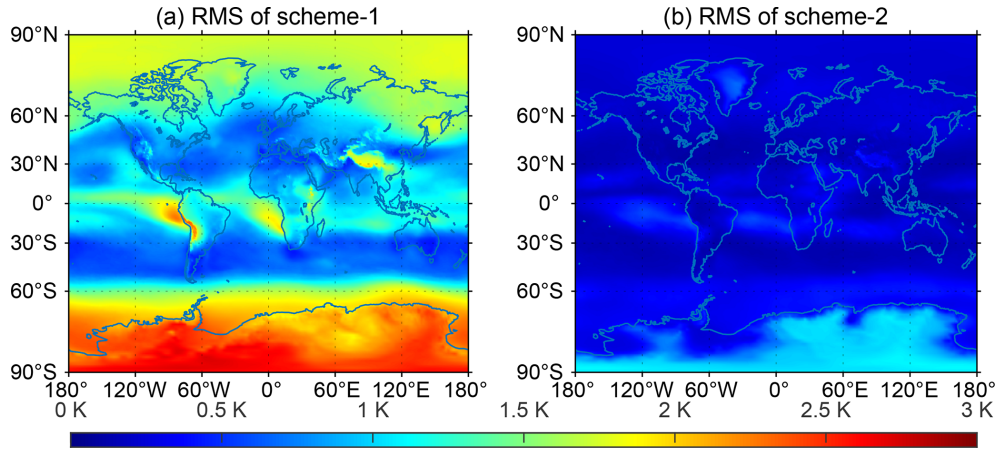 (a) RMS of scheme-1
(b) RMS of scheme-2
90°N
60°N
30°N
0°
30°S
60°S
90°S
180° 120°W 60°W 0° 60°E 120°E 180°
90°N
60°N
30°N
0°
30°S
60°S
90°S
180° 120°W 60°W 0° 60°E 120°E 180°
0 K 0.5 K 1 K 1.5 K 2 K 2.5 K 3 K